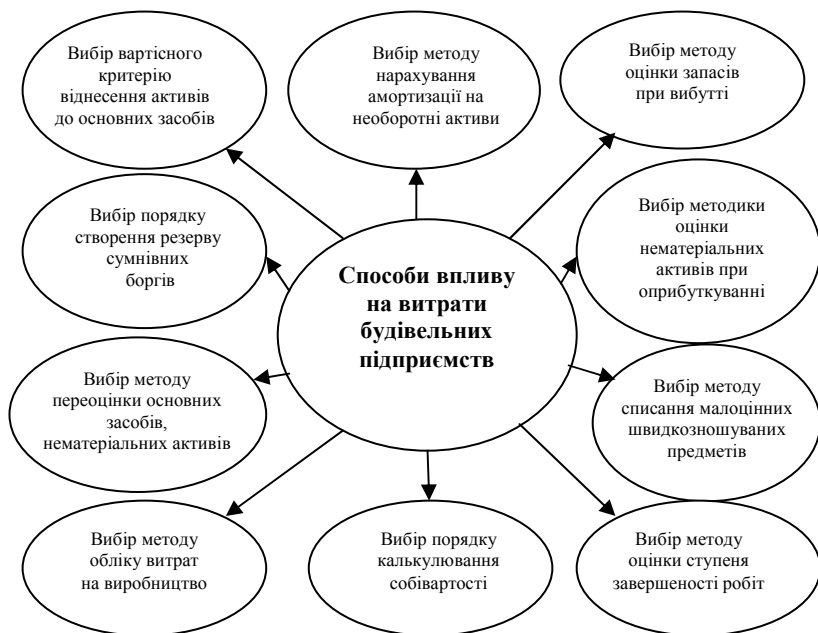 Вибір вартісного
критерію
віднесення активів
до основних засобів
Вибір методу
нарахування
амортизації на
необоротні активи
Вибір методу
оцінки запасів
при вибутті
Вибір порядку
створення резерву
сумнівних
боргів
Способи впливу
на витрати
будівельних
підприємств
Вибір методики
оцінки
нематеріальних
активів при
оприбуткуванні
Вибір методу
переоцінки основних
засобів,
нематеріальних активів
Вибір методу
списання малоцінних
швидкозношуваних
предметів
Вибір методу
обліку витрат
на виробництво
Вибір порядку
калькулювання
собівартості
Вибір методу
оцінки ступеня
завершеності робіт